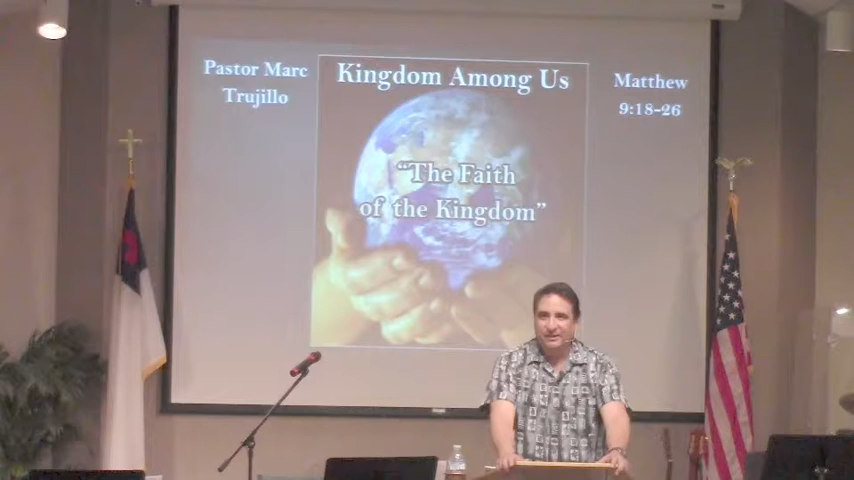 Pastor Marc
Trujillo
Kingdom Among Us
Matthew
9:18-26
"The Faith
of the Kingdom"